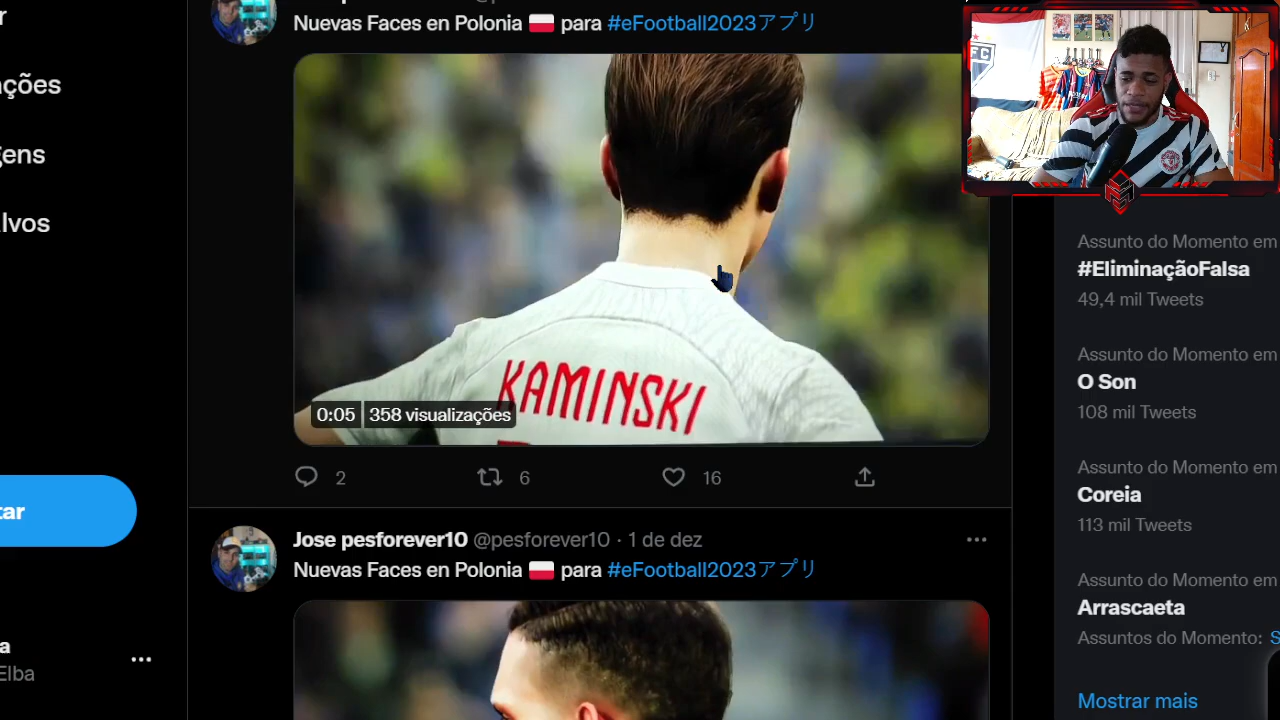 Nuevas Faces en Polonia 🇵🇱 para #eFootball2023アプリ
ções
gens
lvos
KAMINSKI
0:05 358 visualizações
2 6 16
tar
Jose pesforever10 @pesforever10 · 1 de dez
Nuevas Faces en Polonia 🇵🇱 para #eFootball2023アプリ
a
Elba
FC
Assunto do Momento em
#EliminaçãoFalsa
49,4 mil Tweets
Assunto do Momento em
O Son
108 mil Tweets
Assunto do Momento em
Coreia
113 mil Tweets
Assunto do Momento em
Arrascaeta
Assuntos do Momento: S
Mostrar mais